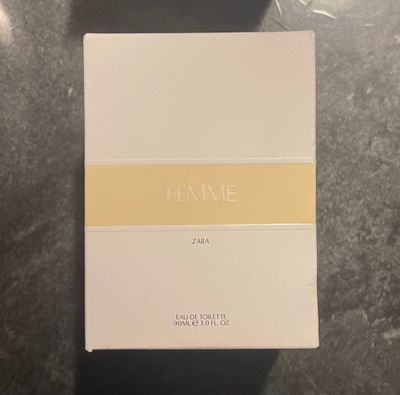 FEMME
ZARA
EAU DE TOILETTE
90ML ℮ 3.0 FL. OZ